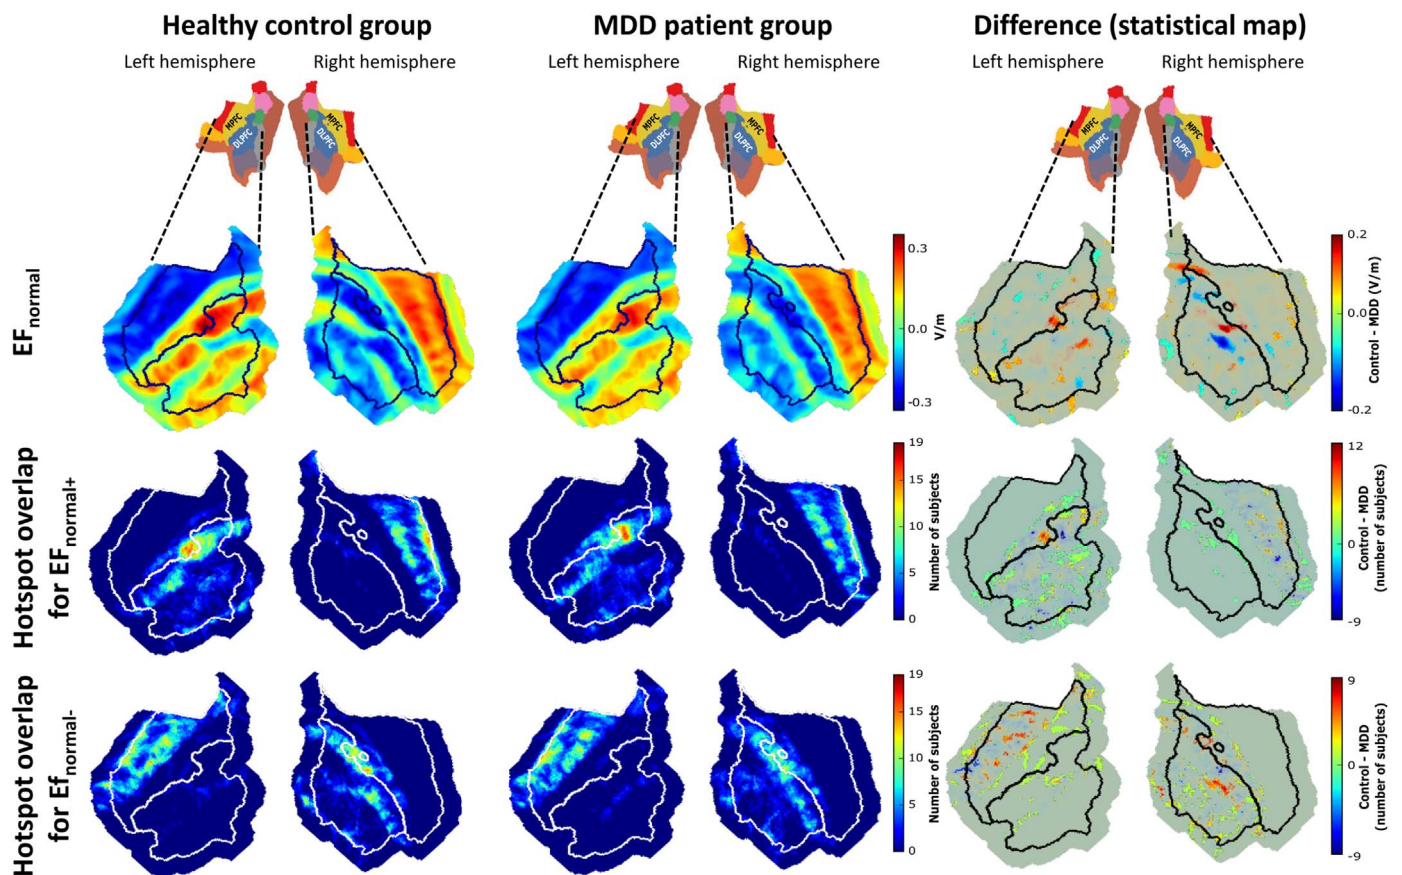 Healthy control group
MDD patient group
Difference (statistical map)
Left hemisphere
Right hemisphere
Left hemisphere
Right hemisphere
Left hemisphere
Right hemisphere
MPFC
DLPFC
MPFC
DLPFC
MPFC
DLPFC
MPFC
DLPFC
MPFC
DLPFC
MPFC
DLPFC
EFnormal
0.3
0.0
-0.3
V/m
0.2
0.00
-0.2
Control - MDD (V/m)
Hotspot overlap
for EFnormal+
19
15
10
5
0
Number of subjects
12
0
-9
Control - MDD
(number of subjects)
Hotspot overlap
for Efnormal-
19
15
10
5
0
Number of subjects
9
0
-9
Control - MDD
(number of subjects)